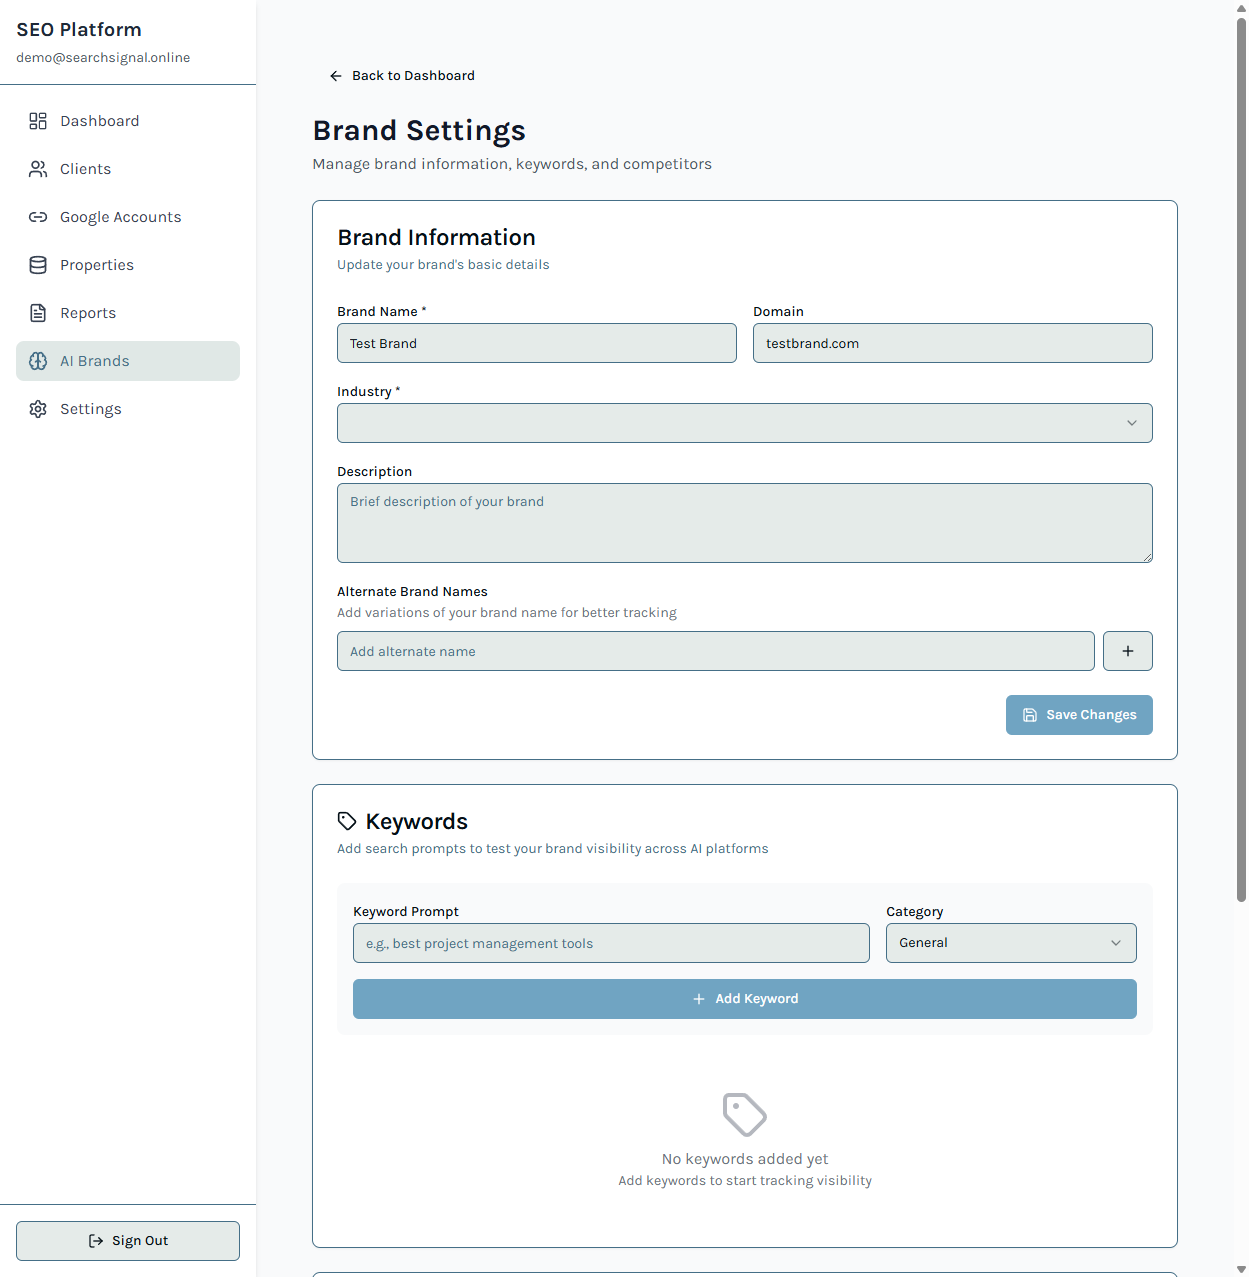 SEO Platform
demo@searchsignal.online
Dashboard
Clients
Google Accounts
Properties
Reports
AI Brands
Settings
Sign Out
Back to Dashboard
Brand Settings
Manage brand information, keywords, and competitors
Brand Information
Update your brand's basic details
Brand Name *
Domain
Test Brand
testbrand.com
Industry *
Description
Brief description of your brand
Alternate Brand Names
Add variations of your brand name for better tracking
Add alternate name
Save Changes
Keywords
Add search prompts to test your brand visibility across AI platforms
Keyword Prompt
Category
e.g., best project management tools
General
Add Keyword
No keywords added yet
Add keywords to start tracking visibility